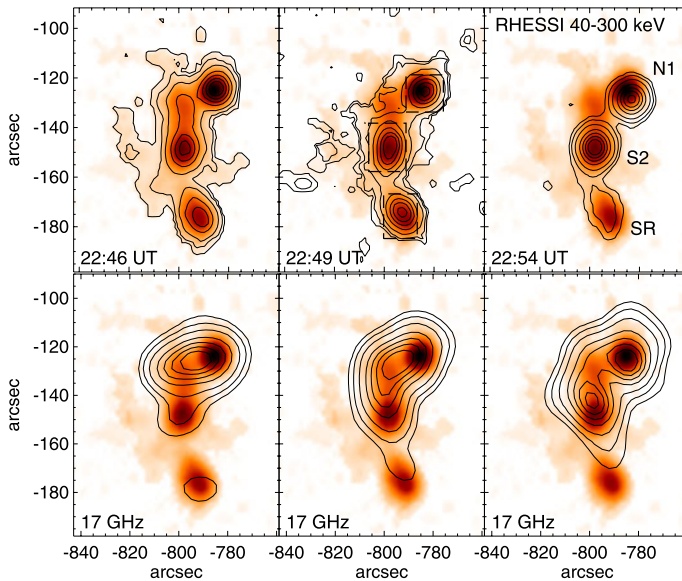 RHESSI 40-300 keV
N1
S2
SR
-100
-120
-140
-160
-180
arcsec
22:46 UT
22:49 UT
22:54 UT
-100
-120
-140
-160
-180
arcsec
17 GHz
17 GHz
17 GHz
-840 -820 -800 -780
-820 -800 -780
-820 -800 -780
arcsec
arcsec
arcsec